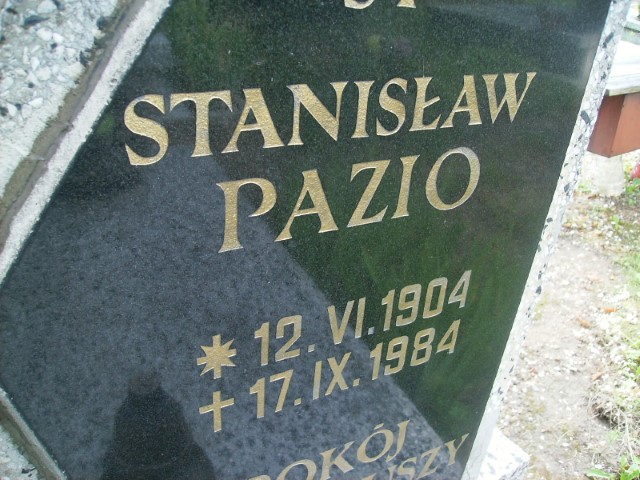 STANISŁAW
PAZIO
* 12. VI. 1904
+ 17. IX. 1984